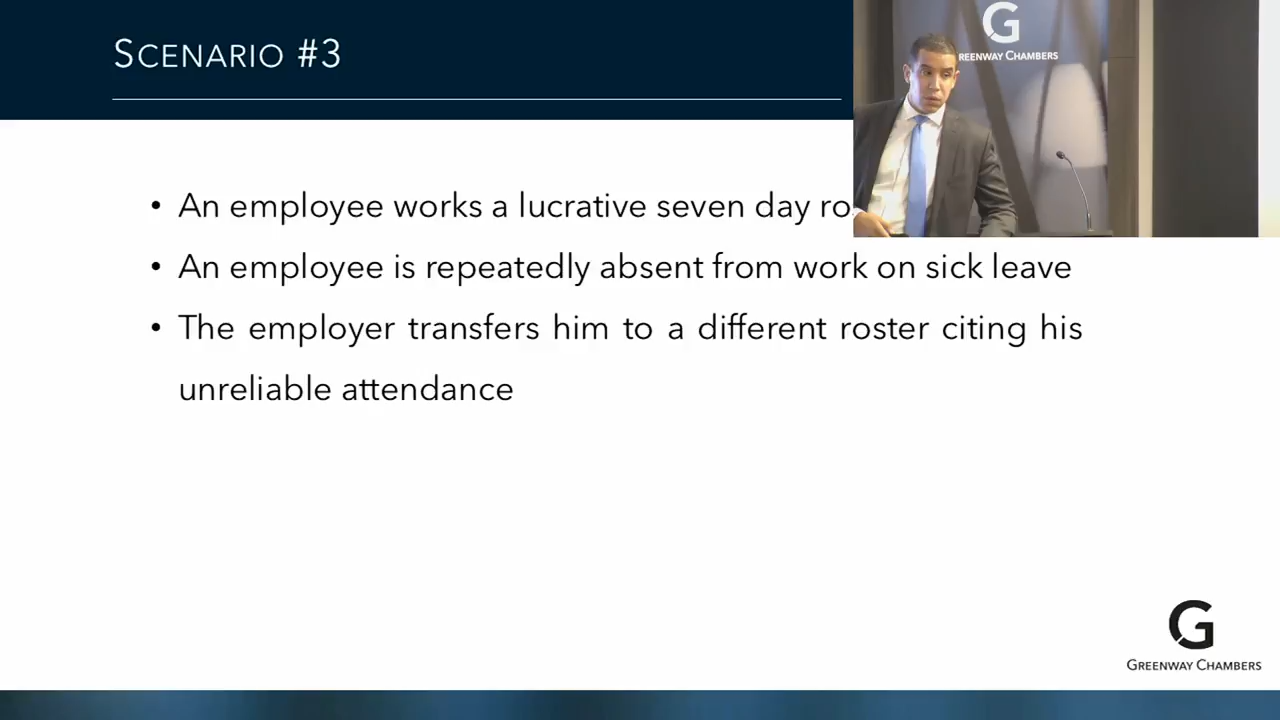 SCENARIO #3
GREENWAY CHAMBERS
• An employee works a lucrative seven day
• An employee is repeatedly absent from work on sick leave
• The employer transfers him to a different roster citing his
unreliable attendance
G
GREENWAY CHAMBERS